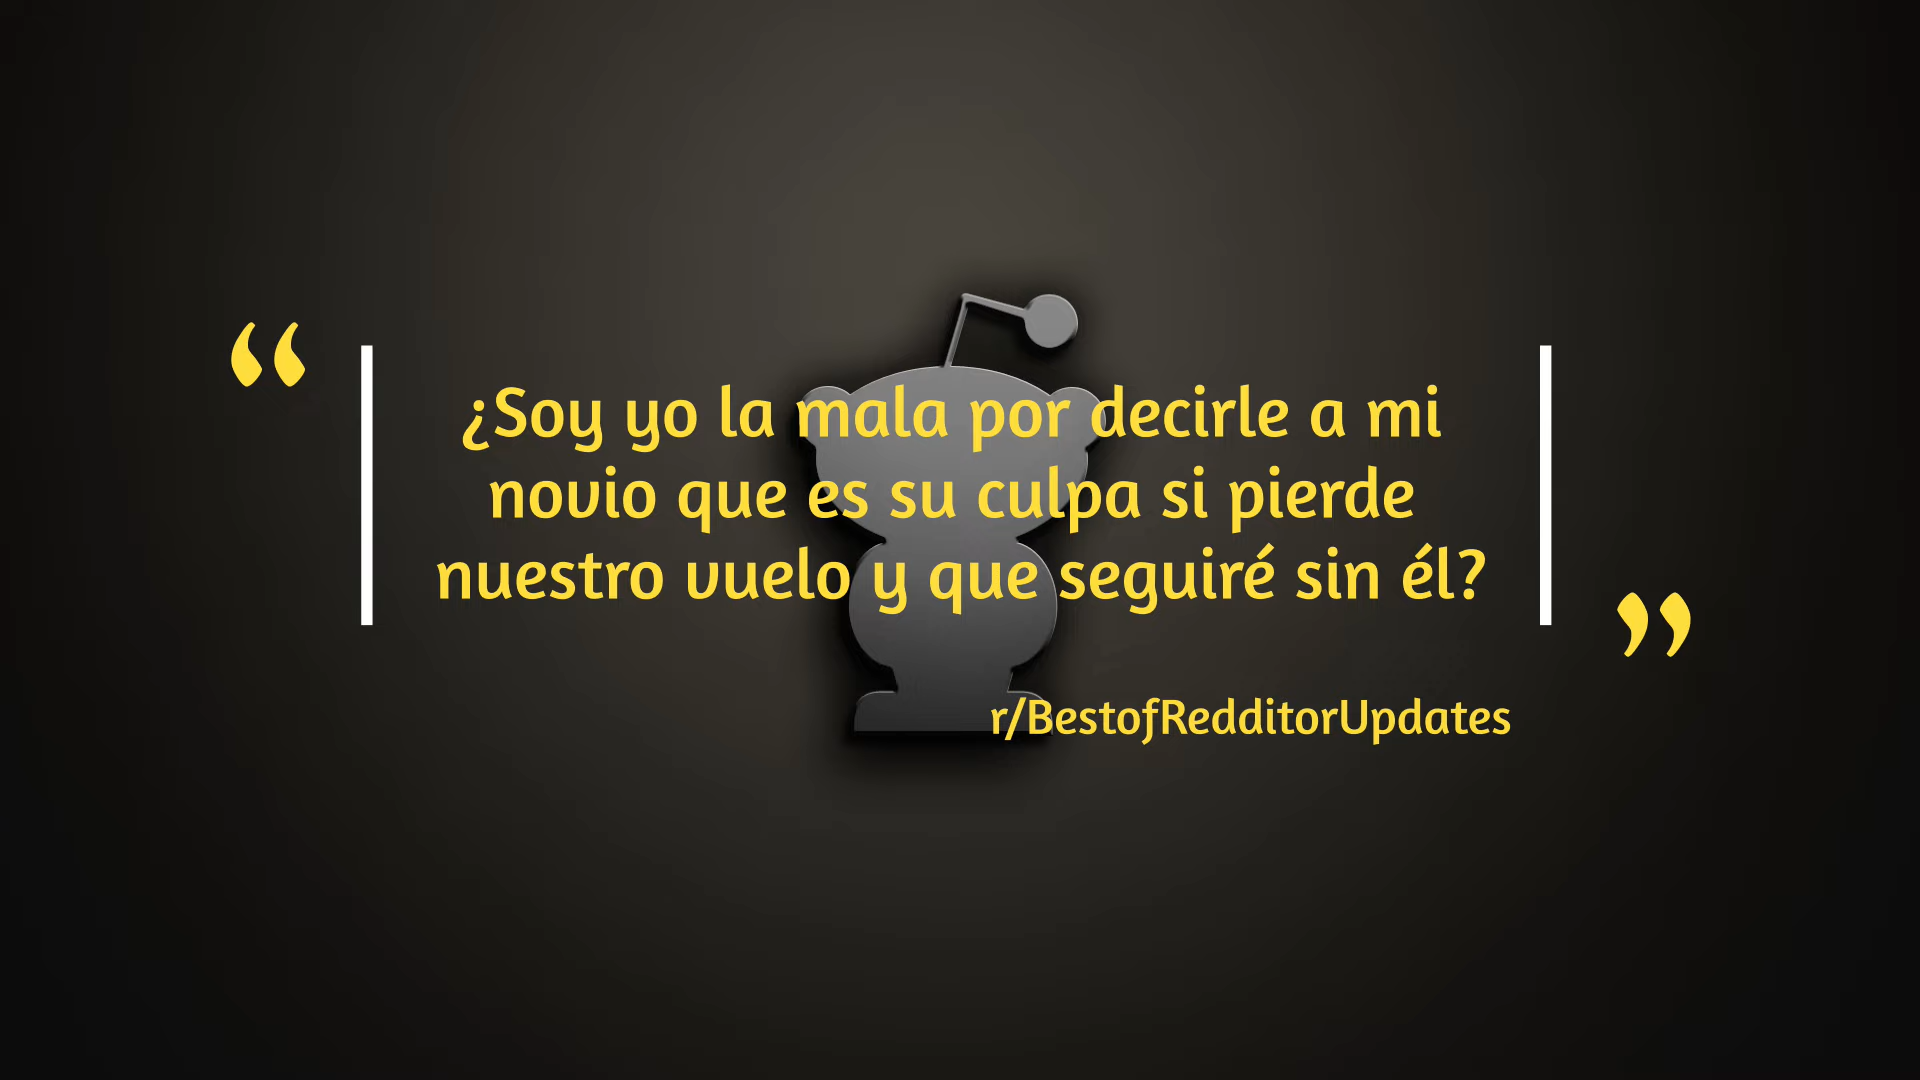 “
¿Soy yo la mala por decirle a mi
novio que es su culpa si pierde
nuestro vuelo y que seguiré sin él?
”
r/BestofRedditorUpdates